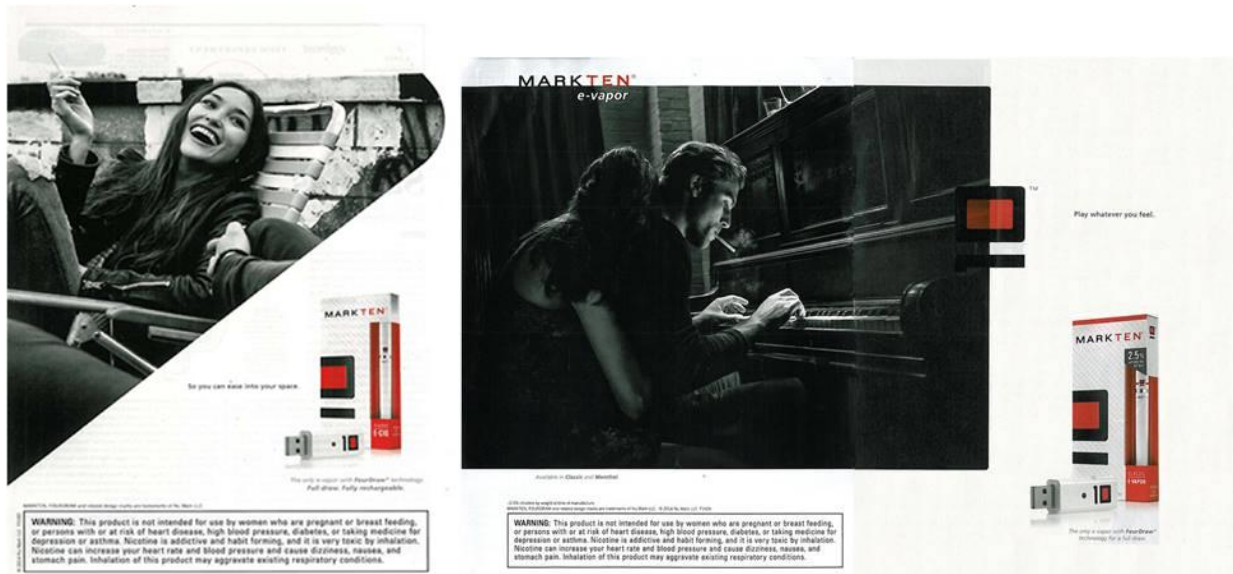 So you can ease into your space.
MARKTEN®
E-CIG
The only e-vapor with FourDraw™ technology.
Full draw. Fully rechargeable.
WARNING: This product is not intended for use by women who are pregnant or breast feeding,
or persons with or at risk of heart disease, high blood pressure, diabetes, or taking medicine for
depression or asthma. Nicotine is addictive and habit forming, and it is very toxic by inhalation.
Nicotine can increase your heart rate and blood pressure and cause dizziness, nausea, and
stomach pain. Inhalation of this product may aggravate existing respiratory conditions.
MARKTEN®
e-vapor
TM
Play whatever you feel.
MARKTEN®
2.5%
E-VAPOR
Available in Classic and Menthol.
The only e-vapor with FourDraw™
technology for a full draw.
WARNING: This product is not intended for use by women who are pregnant or breast feeding,
or persons with or at risk of heart disease, high blood pressure, diabetes, or taking medicine for
depression or asthma. Nicotine is addictive and habit forming, and it is very toxic by inhalation.
Nicotine can increase your heart rate and blood pressure and cause dizziness, nausea, and
stomach pain. Inhalation of this product may aggravate existing respiratory conditions.